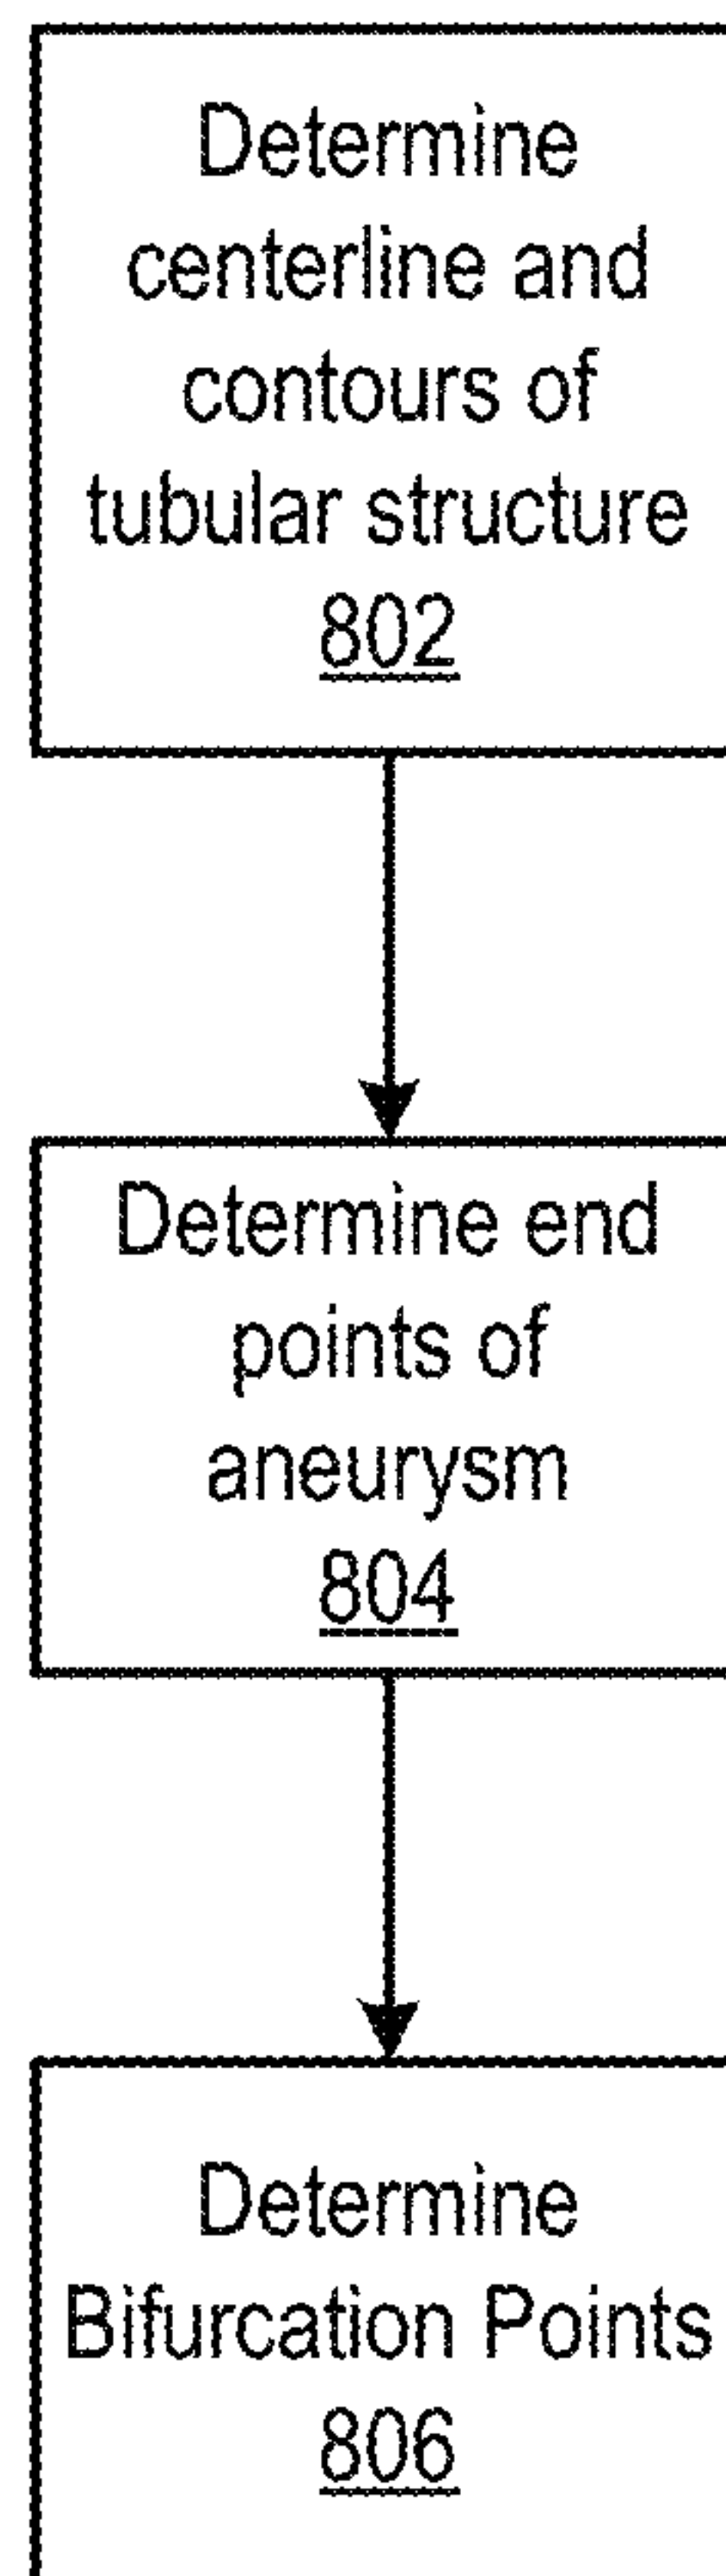 Determine
centerline and
contours of
tubular structure
802
Determine end
points of
aneurysm
804
Determine
Bifurcation Points
806